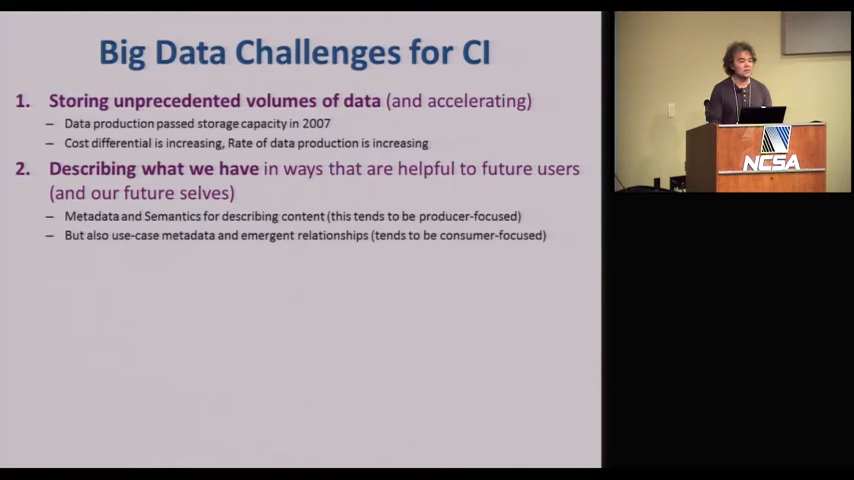 Big Data Challenges for CI
1. Storing unprecedented volumes of data (and accelerating)
– Data production passed storage capacity in 2007
– Cost differential is increasing, Rate of data production is increasing
2. Describing what we have in ways that are helpful to future users
(and our future selves)
– Metadata and Semantics for describing content (this tends to be producer-focused)
– But also use-case metadata and emergent relationships (tends to be consumer-focused)
NCSA